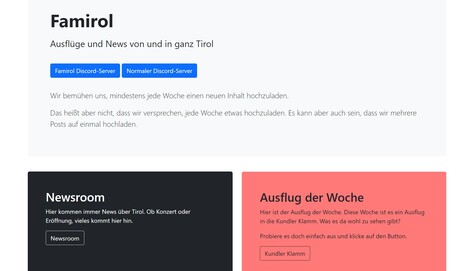 Famirol
Ausflüge und News von und in ganz Tirol
Famirol Discord-Server
Normaler Discord-Server
Wir bemühen uns, mindestens jede Woche einen neuen Inhalt hochzuladen.
Das heißt aber nicht, dass wir versprechen, jede Woche etwas hochzuladen. Es kann aber auch sein, dass wir mehrere
Posts auf einmal hochladen.
Newsroom
Hier kommen immer News über Tirol. Ob Konzert oder
Eröffnung, vieles kommt hier hin.
Newsroom
Ausflug der Woche
Hier ist der Ausflug der Woche. Diese Woche ist es ein Ausflug
in die Kundler Klamm. Was es da wohl zu sehen gibt?
Probiere es doch einfach aus und klicke auf den Button.
Kundler Klamm